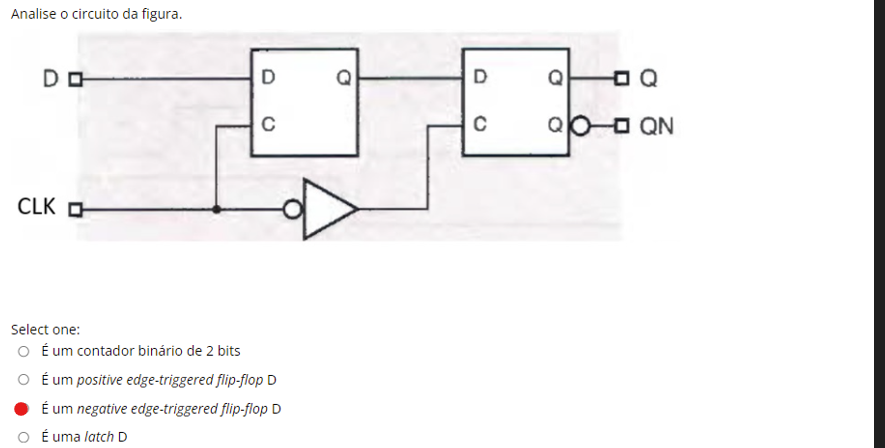 Analise o circuito da figura.
D D Q D Q Q
C C Q QN
CLK
Select one:
É um contador binário de 2 bits
É um positive edge-triggered flip-flop D
É um negative edge-triggered flip-flop D
É uma latch D